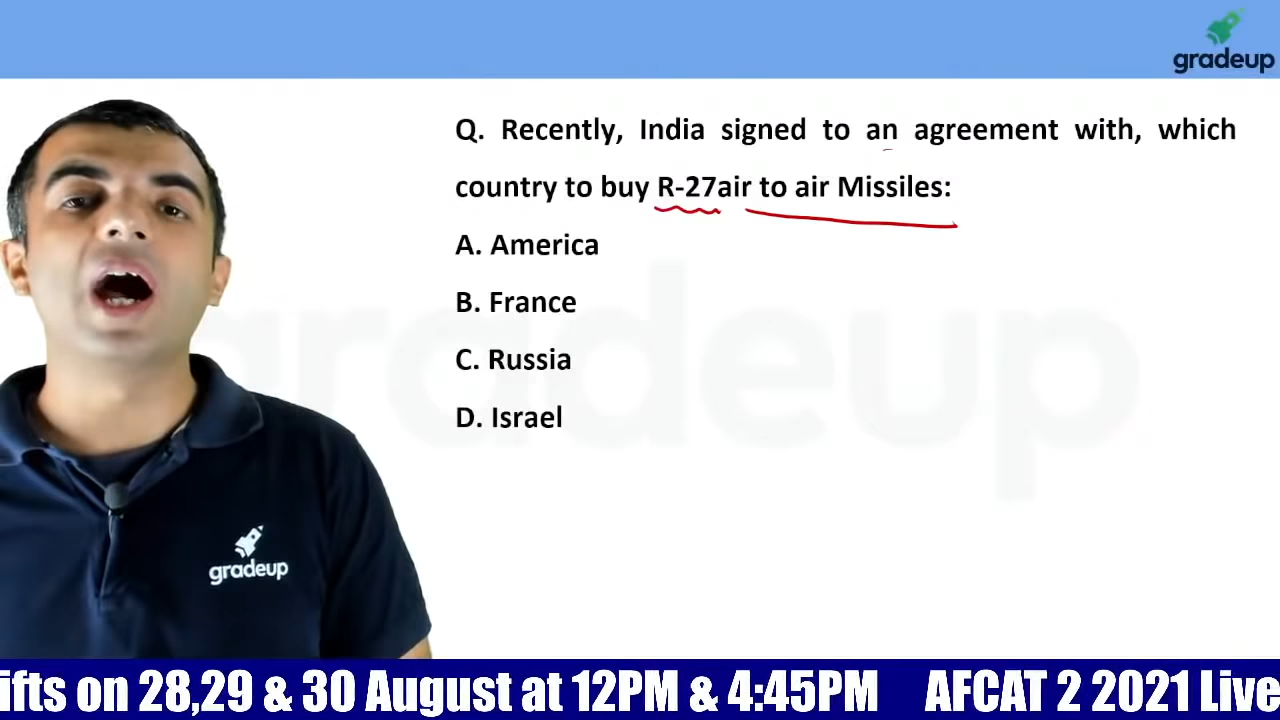 gradeup
Q. Recently, India signed to an agreement with, which
country to buy R-27air to air Missiles:
A. America
B. France
C. Russia
D. Israel
gradeup
gradeup
ifts on 28,29 & 30 August at 12PM & 4:45PM AFCAT 2 2021 Live